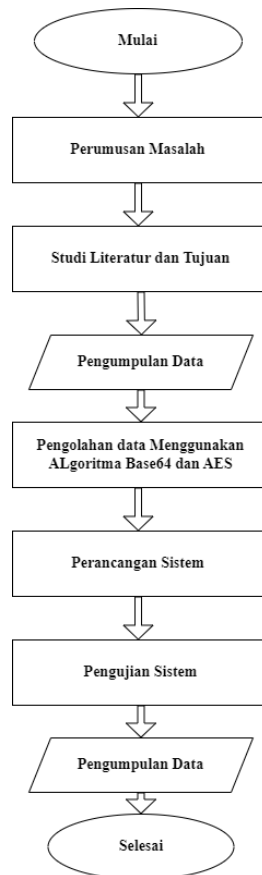 Mulai
Perumusan Masalah
Studi Literatur dan Tujuan
Pengumpulan Data
Pengolahan data Menggunakan
ALgoritma Base64 dan AES
Perancangan Sistem
Pengujian Sistem
Pengumpulan Data
Selesai